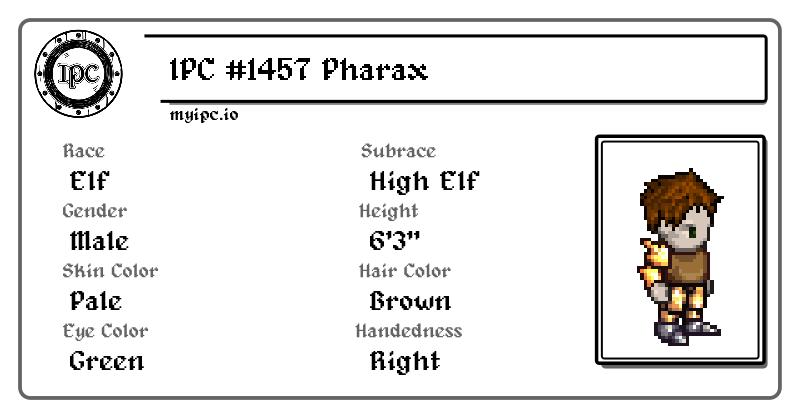 IPC
IPC #1457 Pharax
myipc.io
Race
Subrace
Elf
High Elf
Gender
Height
Male
6'3"
Skin Color
Hair Color
Pale
Brown
Eye Color
Handedness
Green
Right